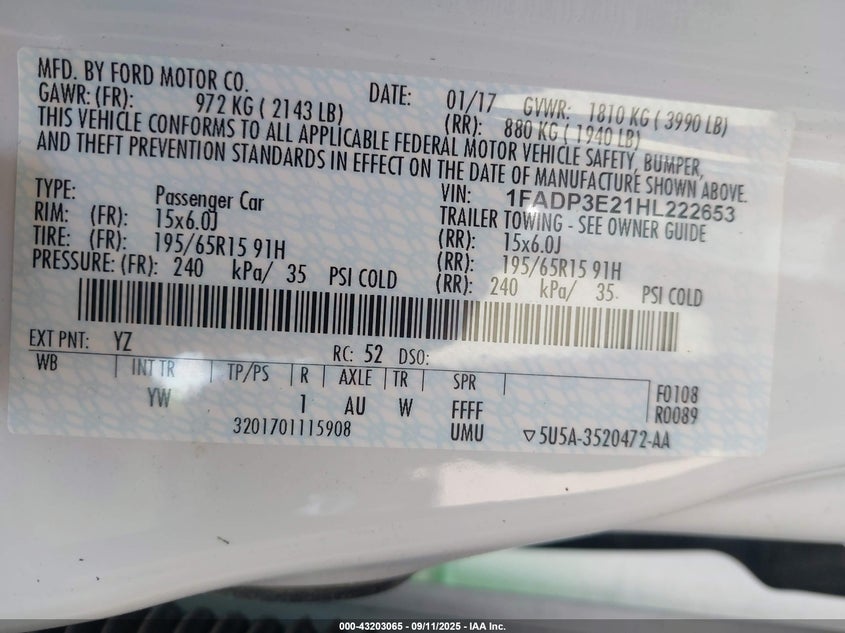 MFD. BY FORD MOTOR CO. DATE: 01/17 GVWR: 1810 KG ( 3990 LB)
GAWR: (FR): 972 KG ( 2143 LB) (RR): 880 KG ( 1940 LB)
THIS VEHICLE CONFORMS TO ALL APPLICABLE FEDERAL MOTOR VEHICLE SAFETY, BUMPER,
AND THEFT PREVENTION STANDARDS IN EFFECT ON THE DATE OF MANUFACTURE SHOWN ABOVE.
TYPE: Passenger Car VIN: 1FADP3E21HL222653
TRAILER TOWING - SEE OWNER GUIDE
RIM: (FR): 15x6.0J (RR): 15x6.0J
TIRE: (FR): 195/65R15 91H (RR): 195/65R15 91H
PRESSURE: (FR): 240 kPa/ 35 PSI COLD (RR): 240 kPa/ 35 PSI COLD
EXT PNT: YZ RC: 52 DSO:
WB INT TR TP/PS R AXLE TR SPR F0108
YW 1 AU W FFFF R0089
3201701115908 UMU ▽5U5A-3520472-AA
000-43203065 - 09/11/2025 - IAA Inc.